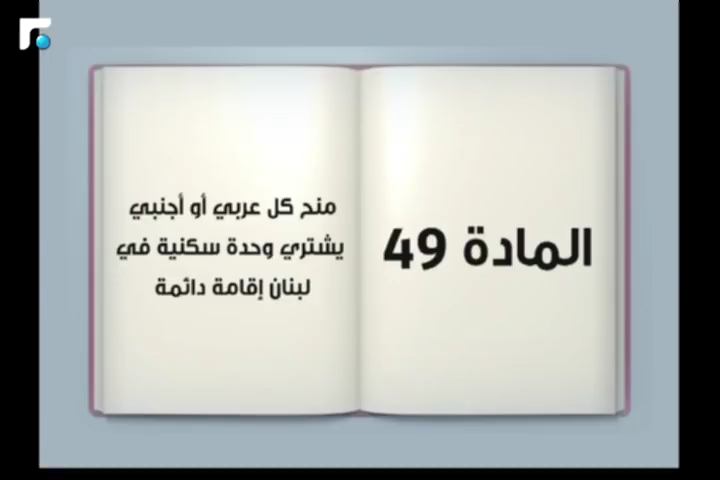 المادة 49
منح كل عربي أو أجنبي
يشتري وحدة سكنية في
لبنان إقامة دائمة